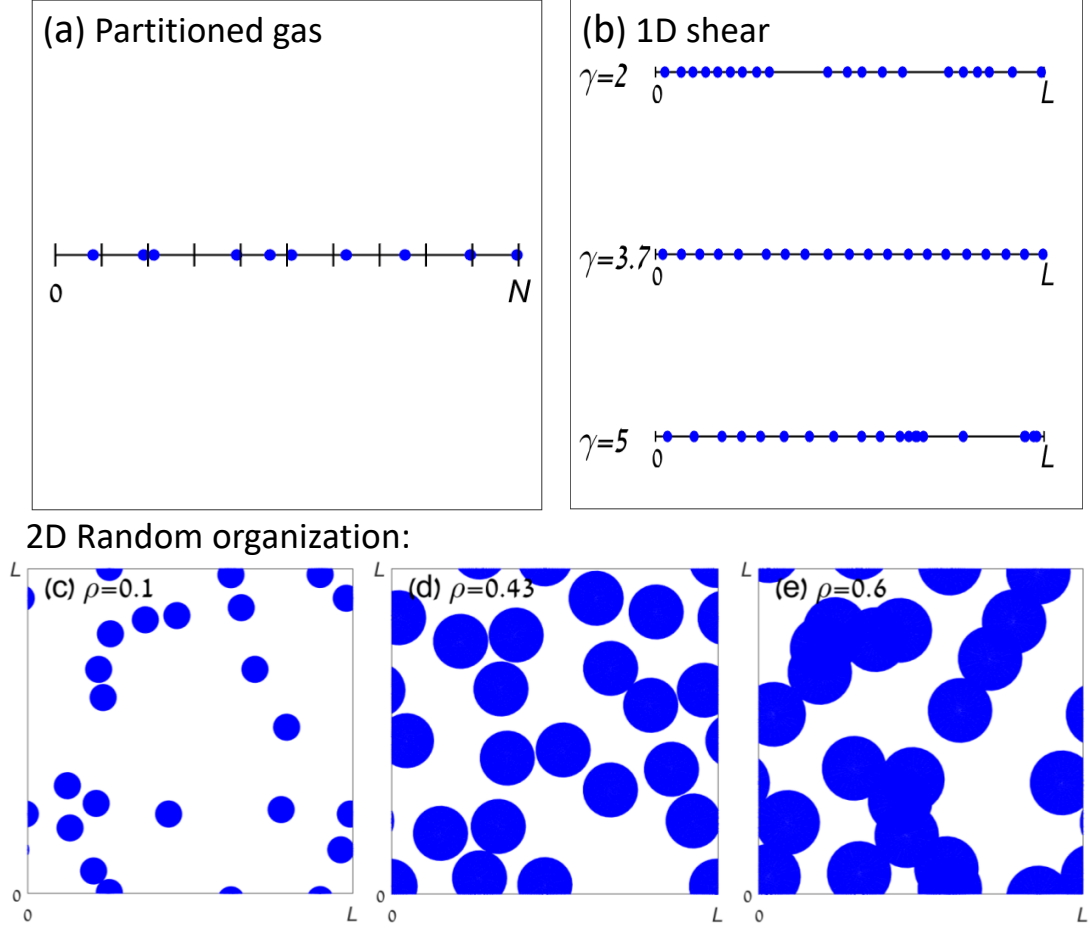 (a) Partitioned gas
0
N
(b) 1D shear
γ=2
0
L
γ=3.7
0
L
γ=5
0
L
2D Random organization:
L
(c) ρ=0.1
0
0
L
(d) ρ=0.43
0
L
L
0
(e) ρ=0.6
0
L